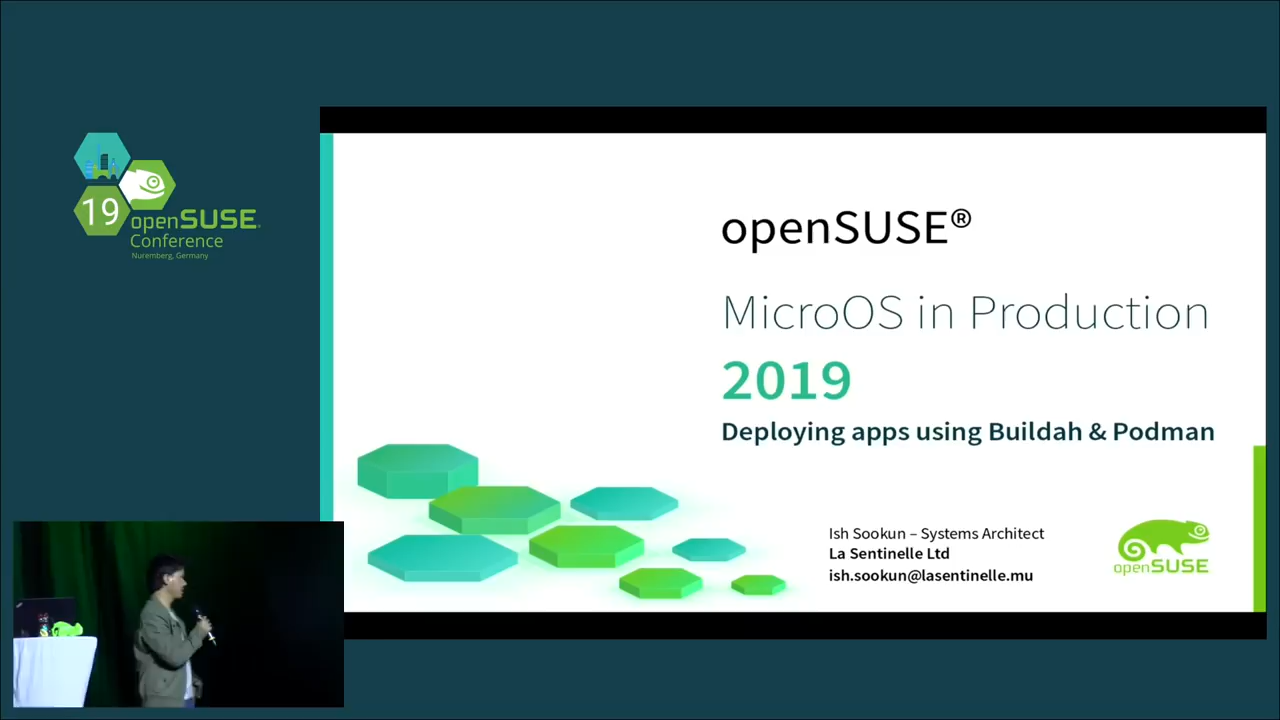 19
openSUSE
Conference
Nuremberg, Germany
openSUSE®
MicroOS in Production
2019
Deploying apps using Buildah & Podman
Ish Sookun – Systems Architect
La Sentinelle Ltd
ish.sookun@lasentinelle.mu
openSUSE